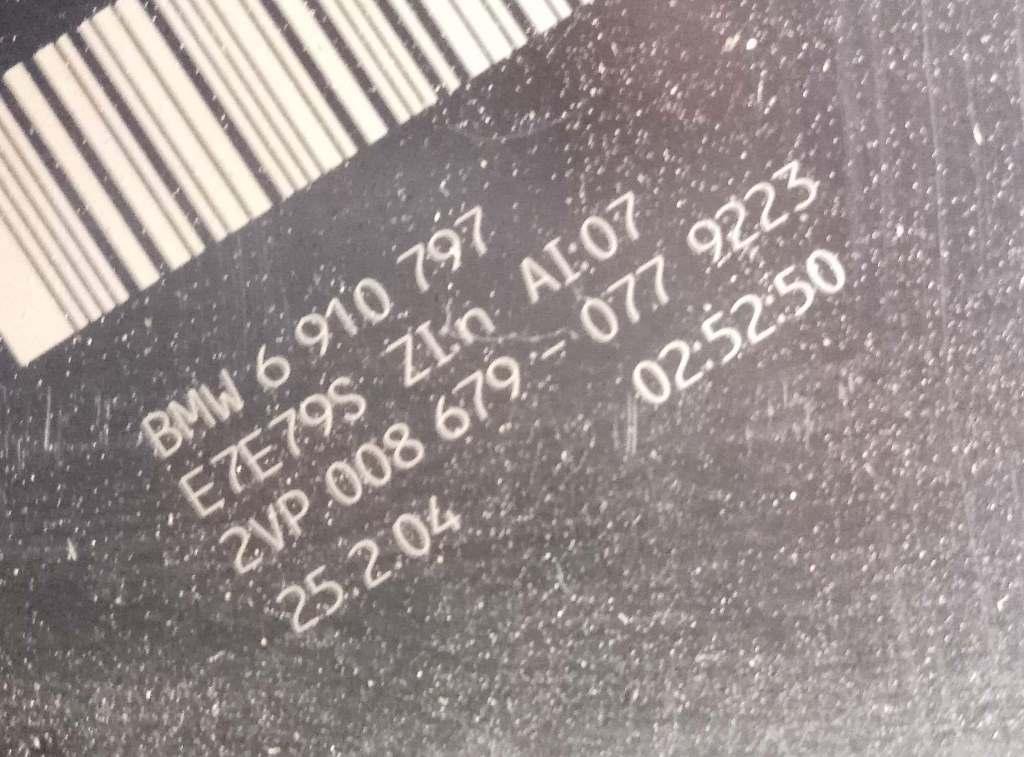 BMW 6 910 797
E7E79S ZI:n AI:07
2VP 008 679-077 9223
25.2.04 02:52:50